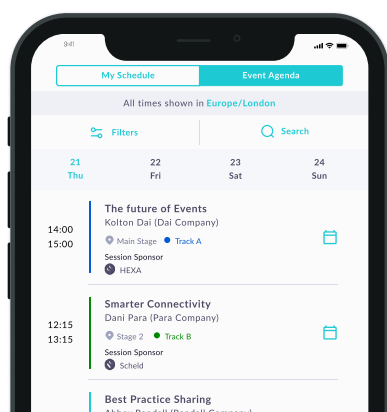 9:41
My Schedule
Event Agenda
All times shown in Europe/London
Filters
Search
21 22 23 24
Thu Fri Sat Sun
14:00
15:00
The future of Events
Kolton Dai (Dai Company)
Main Stage Track A
Session Sponsor
HEXA
12:15
13:15
Smarter Connectivity
Dani Para (Para Company)
Stage 2 Track B
Session Sponsor
Scheld
Best Practice Sharing